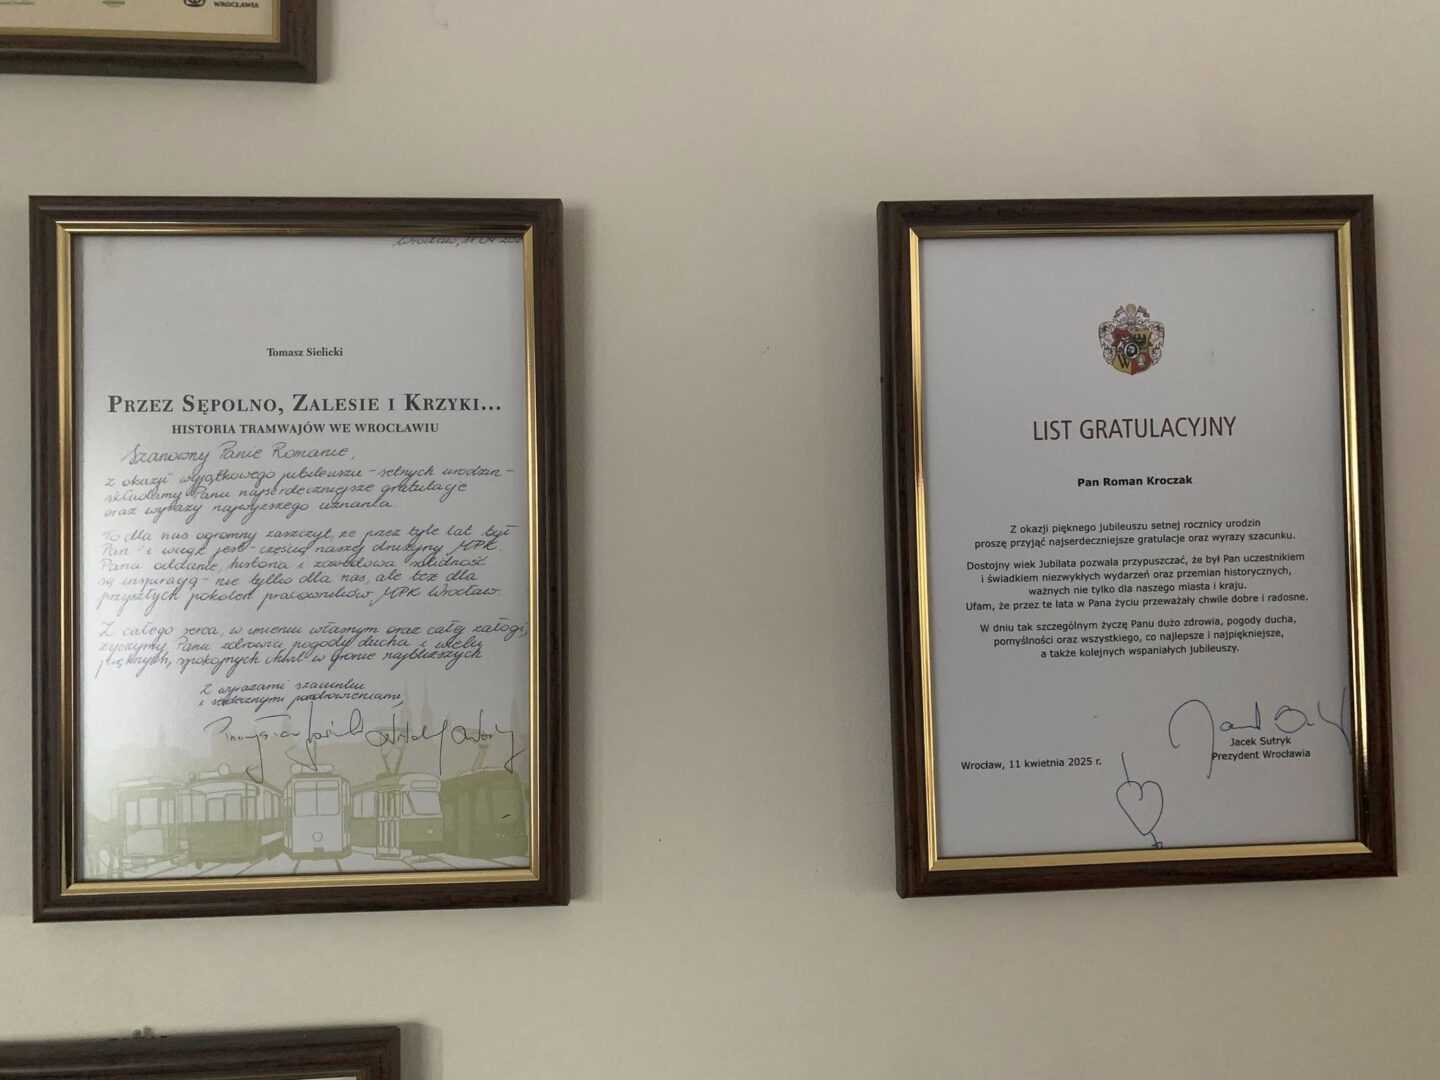 WROCŁAWIA
Wrocław, 11.04.20
Tomasz Sielicki
PRZEZ SĘPOLNO, ZALESIE I KRZYKI...
HISTORIA TRAMWAJÓW WE WROCŁAWIU
Szanowny Panie Romanie,
z okazji wyjątkowego jubileuszu - setnych urodzin -
składamy Panu najserdeczniejsze gratulacje
oraz wyrazy najwyższego uznania.
To dla nas ogromny zaszczyt, że przez tyle lat był
Pan - i wciąż jest - częścią naszej drużyny MPK.
Pana oddanie, historia i zawodowa solidność
są inspiracją - nie tylko dla nas, ale też dla
przyszłych pokoleń pracowników MPK Wrocław.
Z całego serca, w imieniu własnym oraz całej załogi,
życzymy Panu zdrowia pogody ducha i wielu
pięknych, spokojnych chwil w gronie najbliższych.
Z wyrazami szacunku
i serdecznymi pozdrowieniami,
LIST GRATULACYJNY
Pan Roman Kroczak
Z okazji pięknego jubileuszu setnej rocznicy urodzin
proszę przyjąć najserdeczniejsze gratulacje oraz wyrazy szacunku.
Dostojny wiek Jubilata pozwala przypuszczać, że był Pan uczestnikiem
i świadkiem niezwykłych wydarzeń oraz przemian historycznych,
ważnych nie tylko dla naszego miasta i kraju.
Ufam, że przez te lata w Pana życiu przeważały chwile dobre i radosne.
W dniu tak szczególnym życzę Panu dużo zdrowia, pogody ducha,
pomyślności oraz wszystkiego, co najlepsze i najpiękniejsze,
a także kolejnych wspaniałych jubileuszy.
Jacek Sutryk
Prezydent Wrocławia
Wrocław, 11 kwietnia 2025 r.